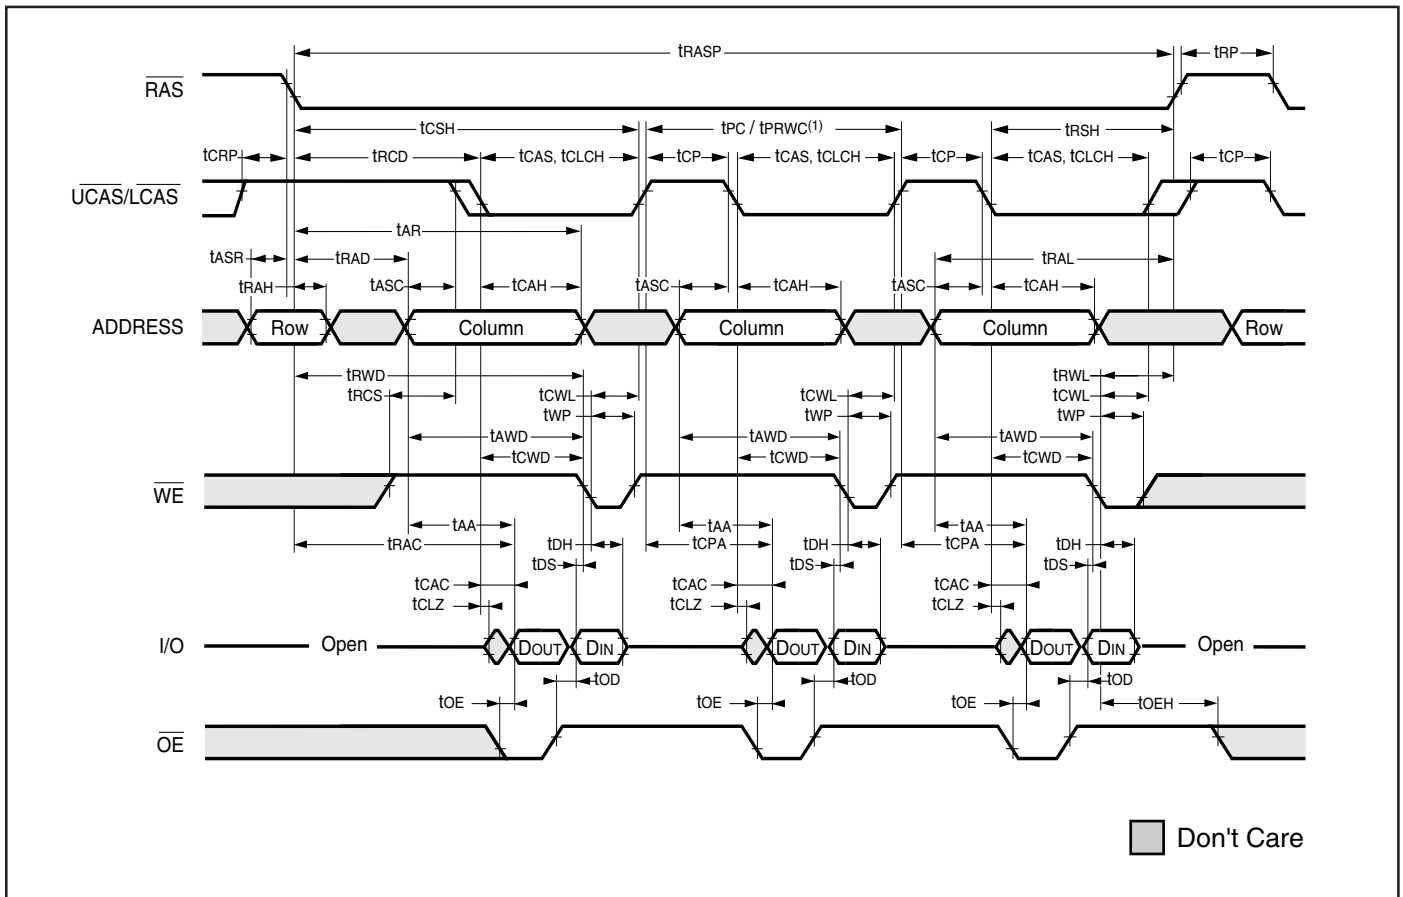 tRASP tRP
RAS
tCSH tPC / tPRWC(1) tRSH
tCRP tRCD tCAS, tCLCH tCP tCAS, tCLCH tCP tCAS, tCLCH tCP
UCAS/LCAS
tAR
tASR tRAD tRAL
tRAH tASC tCAH tASC tCAH tASC tCAH
ADDRESS Row Column Column Column Row
tRWD tRWL
tRCS tCWL tCWL tCWL
tWP tWP tWP
tAWD tAWD tAWD
tCWD tCWD tCWD
WE
tAA tAA tAA
tRAC tDH tCPA tDH tCPA tDH
tDS tDS tDS
tCAC tCAC tCAC
tCLZ tCLZ tCLZ
I/O Open DOUT DIN DOUT DIN DOUT DIN Open
tOD tOD tOD
tOE tOE tOE tOEH
OE
Don't Care